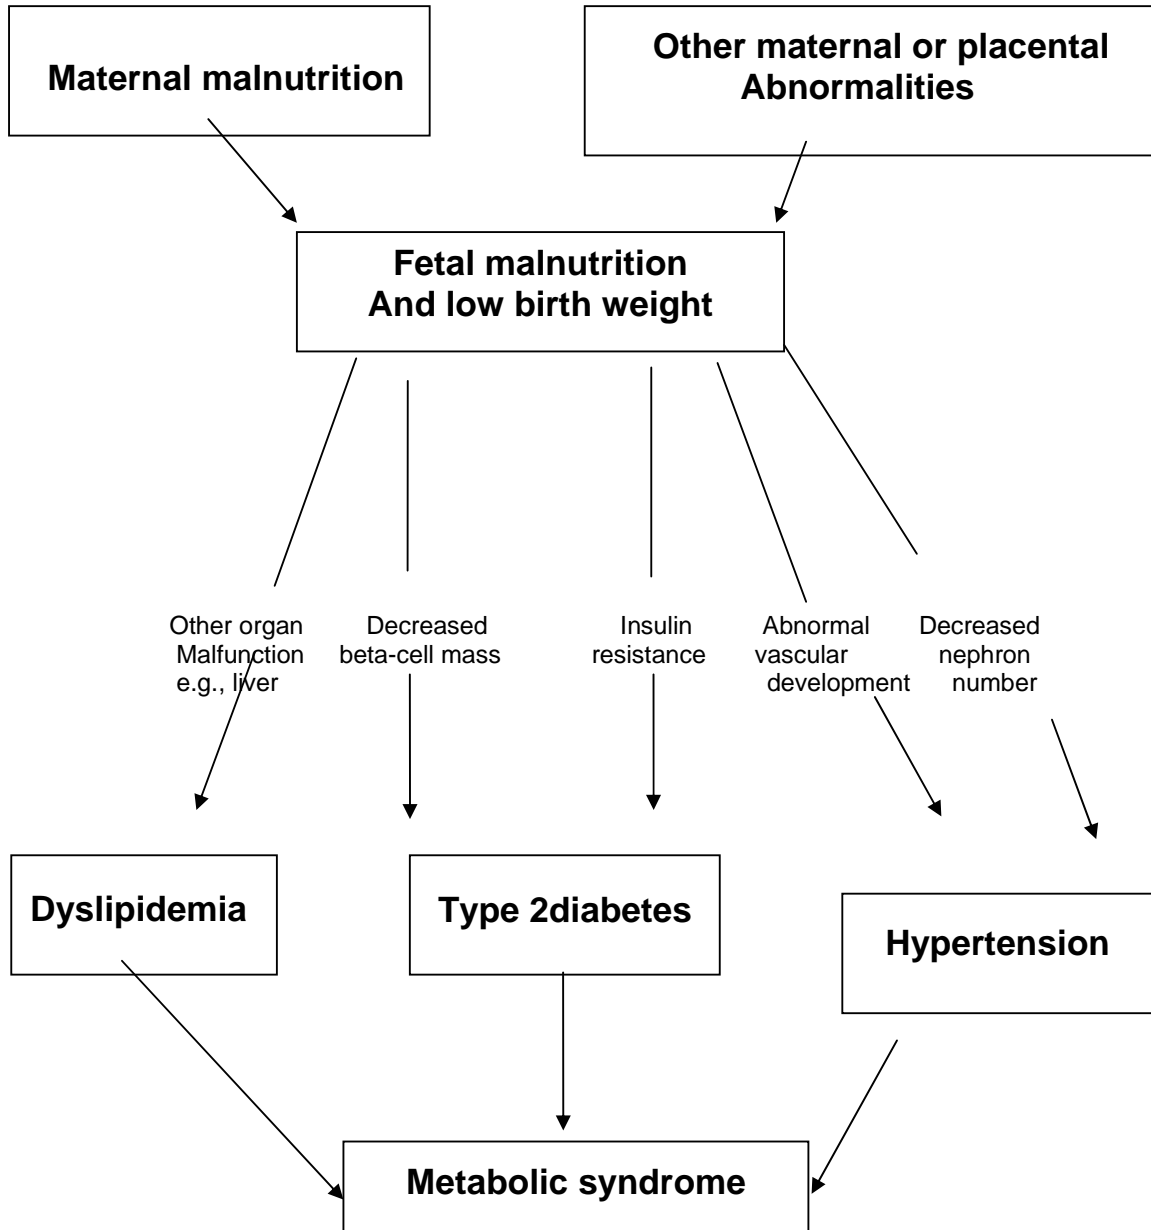 Maternal malnutrition
Other maternal or placental
Abnormalities
Fetal malnutrition
And low birth weight
Other organ
Malfunction
e.g., liver
Decreased
beta-cell mass
Insulin
resistance
Abnormal
vascular
development
Decreased
nephron
number
Dyslipidemia
Type 2diabetes
Hypertension
Metabolic syndrome